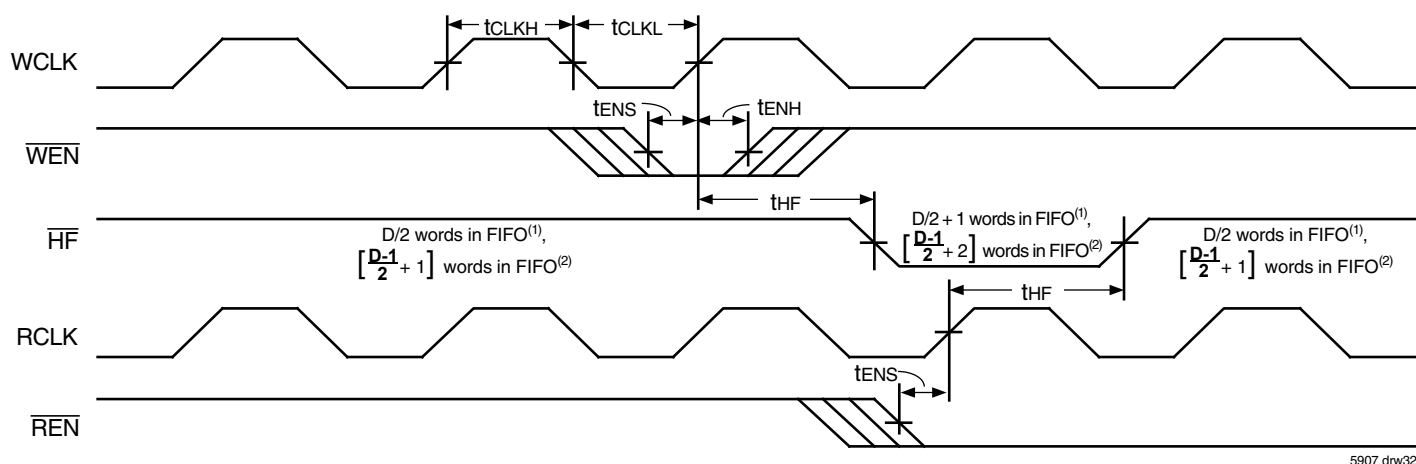 tCLKH
tCLKL
WCLK
tENS
tENH
WEN
tHF
HF
D/2 words in FIFO(1),
[D-1/2 + 1] words in FIFO(2)
D/2 + 1 words in FIFO(1),
[D-1/2 + 2] words in FIFO(2)
D/2 words in FIFO(1),
[D-1/2 + 1] words in FIFO(2)
tHF
RCLK
tENS
REN
5907 drw32